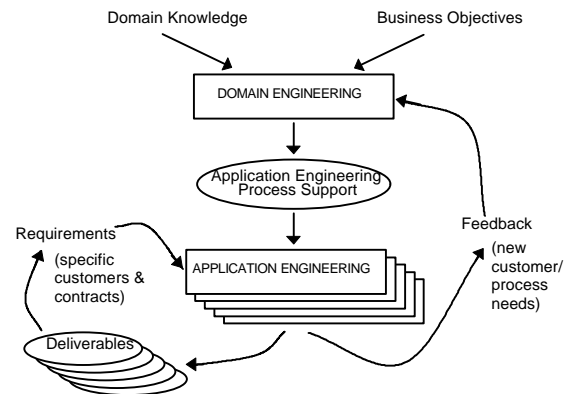 Domain Knowledge
Business Objectives
DOMAIN ENGINEERING
Application Engineering
Process Support
Requirements
(specific
customers &
contracts)
APPLICATION ENGINEERING
Feedback
(new
customer/
process
needs)
Deliverables